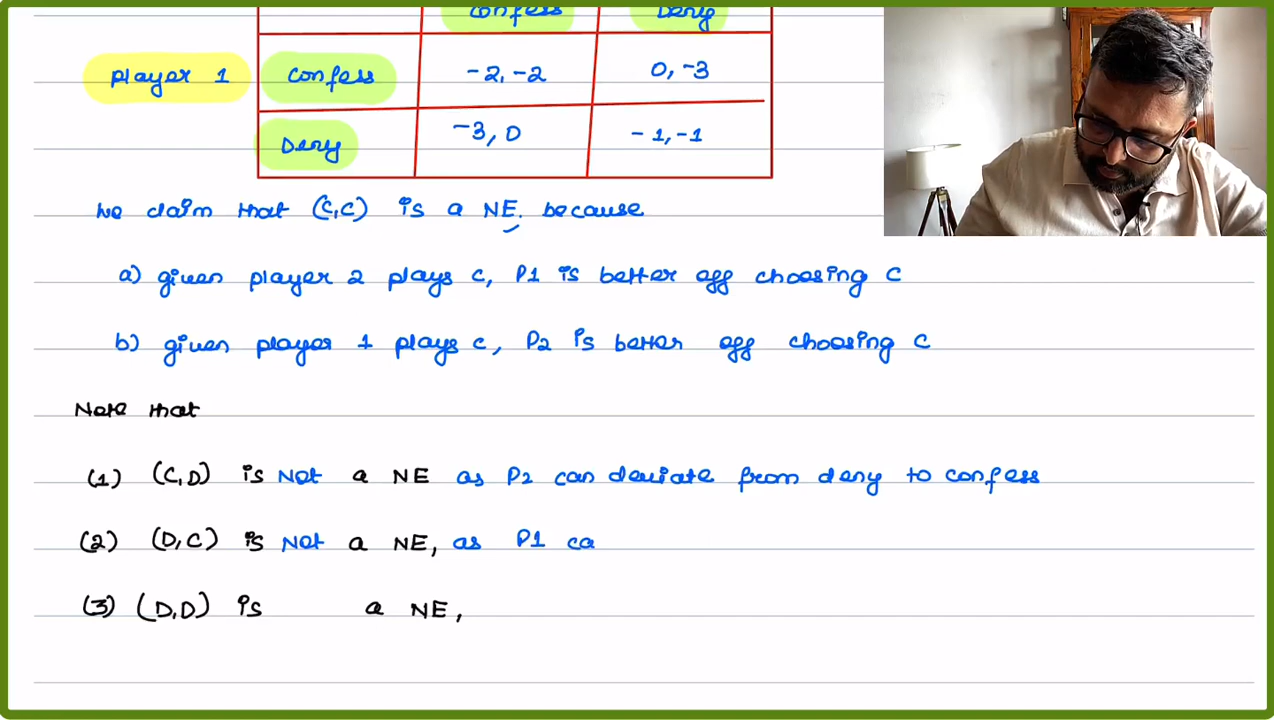 Confess Deny
player 1 Confess -2, -2 0, -3
Deny -3, 0 -1, -1
We claim that (C,C) is a NE. because
a) given player 2 plays C, P1 is better off choosing C
b) given player 1 plays C, P2 is better off choosing C
Note that
(1) (C,D) is Not a NE as P2 can deviate from deny to confess
(2) (D,C) is Not a NE, as P1 ca
(3) (D,D) is a NE,